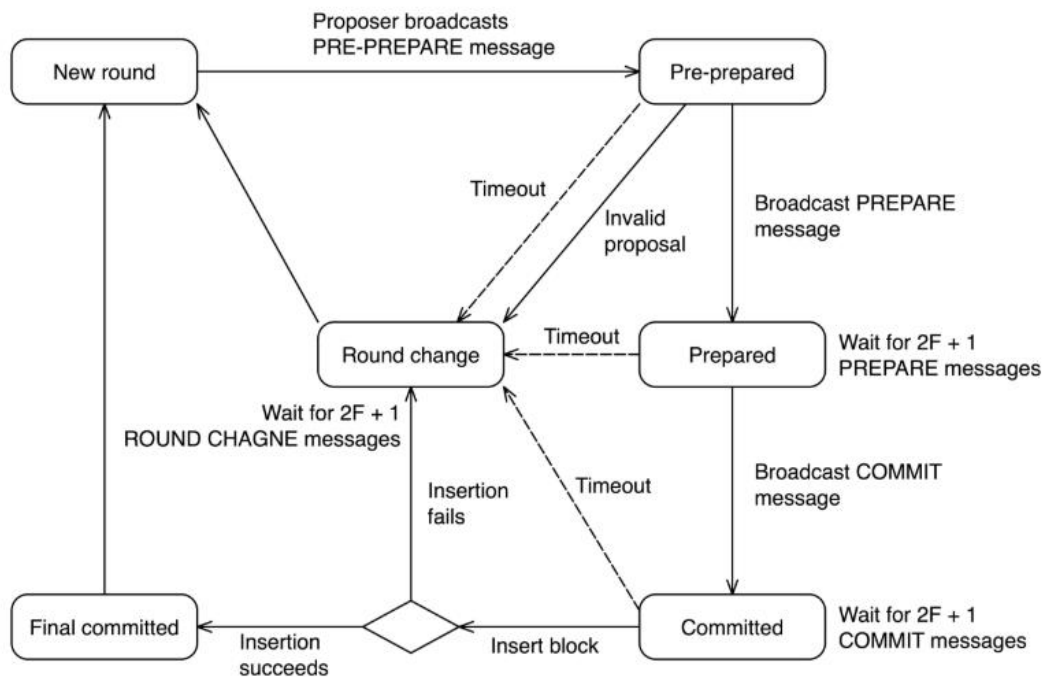 Proposer broadcasts
PRE-PREPARE message
New round
Pre-prepared
Timeout
Invalid
proposal
Broadcast PREPARE
message
Round change
Timeout
Prepared
Wait for 2F + 1
PREPARE messages
Wait for 2F + 1
ROUND CHAGNE messages
Insertion
fails
Timeout
Broadcast COMMIT
message
Final committed
Insertion
succeeds
Insert block
Committed
Wait for 2F + 1
COMMIT messages